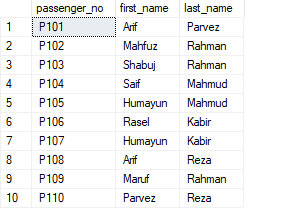 passenger_no first_name last_name
1 P101 Arif Parvez
2 P102 Mahfuz Rahman
3 P103 Shabuj Rahman
4 P104 Saif Mahmud
5 P105 Humayun Mahmud
6 P106 Rasel Kabir
7 P107 Humayun Kabir
8 P108 Arif Reza
9 P109 Maruf Rahman
10 P110 Parvez Reza